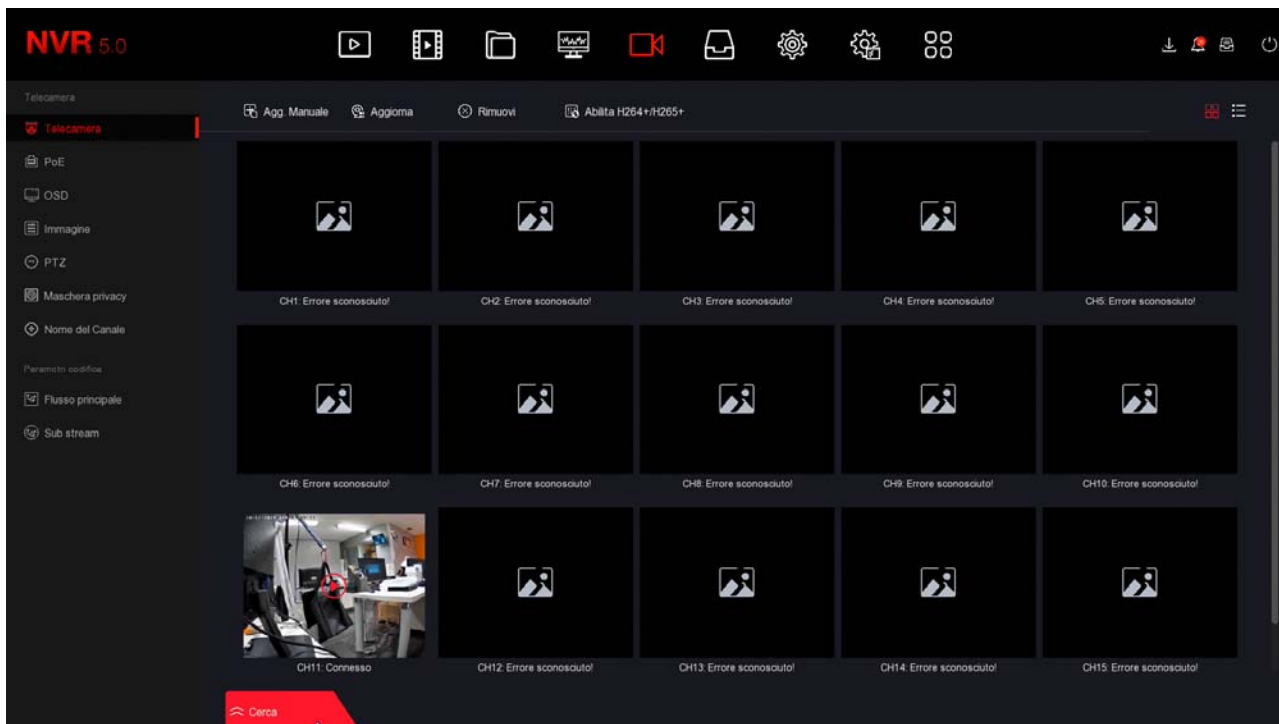 NVR 5.0
Telecamera
Telecamera
PoE
OSD
Immagine
PTZ
Maschera privacy
Nome del Canale
Parametri codifica
Flusso principale
Sub stream
Agg. Manuale Aggiorna Rimuovi Abilita H264+/H265+
CH1: Errore sconosciuto! CH2: Errore sconosciuto! CH3: Errore sconosciuto! CH4: Errore sconosciuto! CH5: Errore sconosciuto!
CH6: Errore sconosciuto! CH7: Errore sconosciuto! CH8: Errore sconosciuto! CH9: Errore sconosciuto! CH10: Errore sconosciuto!
CH11: Connesso CH12: Errore sconosciuto! CH13: Errore sconosciuto! CH14: Errore sconosciuto! CH15: Errore sconosciuto!
Cerca